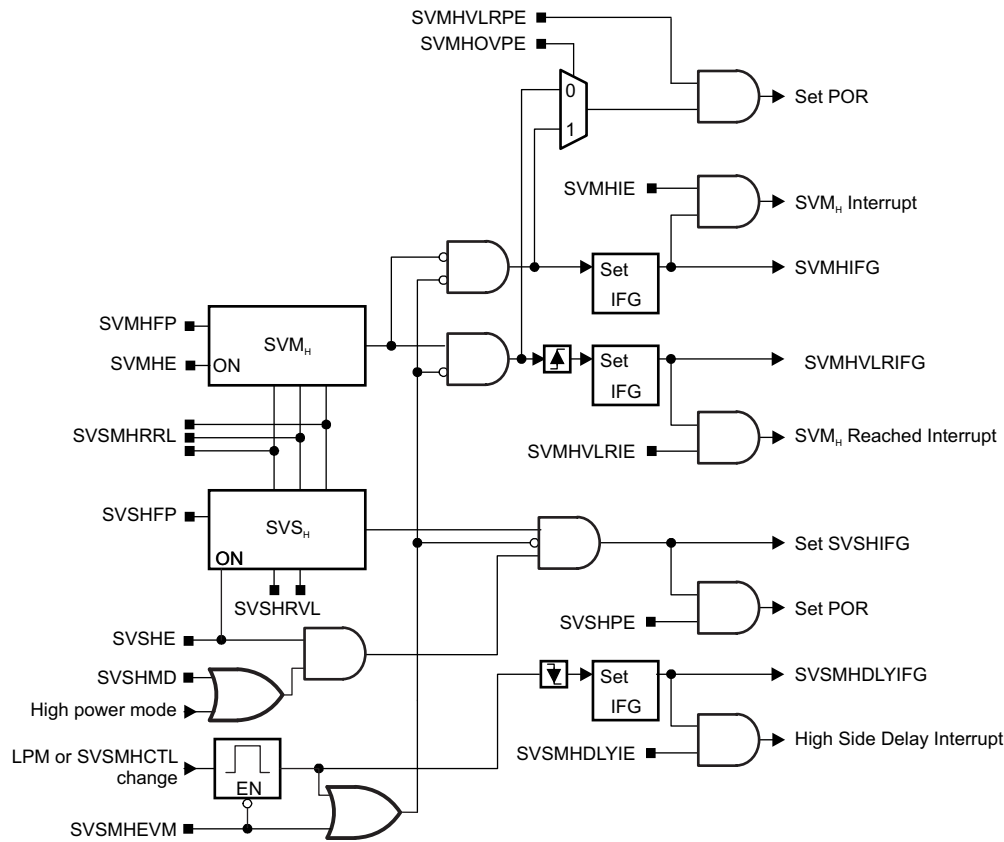 SVMHVLRPE
SVMHOVPE
0
1
Set POR
SVMHIE
SVMH Interrupt
Set
IFG
SVMHIFG
SVMHFP
SVMH
SVMHE
ON
Set
IFG
SVMHVLRIFG
SVSMHRRL
SVMHVLRIE
SVMH Reached Interrupt
SVSHFP
SVSH
ON
Set SVSHIFG
SVSHRVL
SVSHPE
Set POR
SVSHE
SVSHMD
High power mode
Set
IFG
SVSMHDLYIFG
LPM or SVSMHCTL
change
EN
SVSMHDLYIE
High Side Delay Interrupt
SVSMHEVM